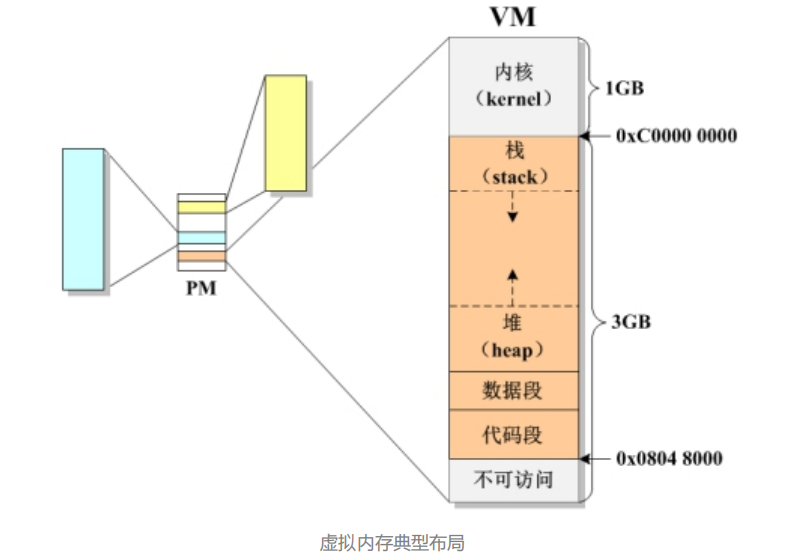 VM
内核
（kernel）
1GB
0xC0000 0000
栈
（stack）
PM
堆
（heap）
3GB
数据段
代码段
0x0804 8000
不可访问
虚拟内存典型布局